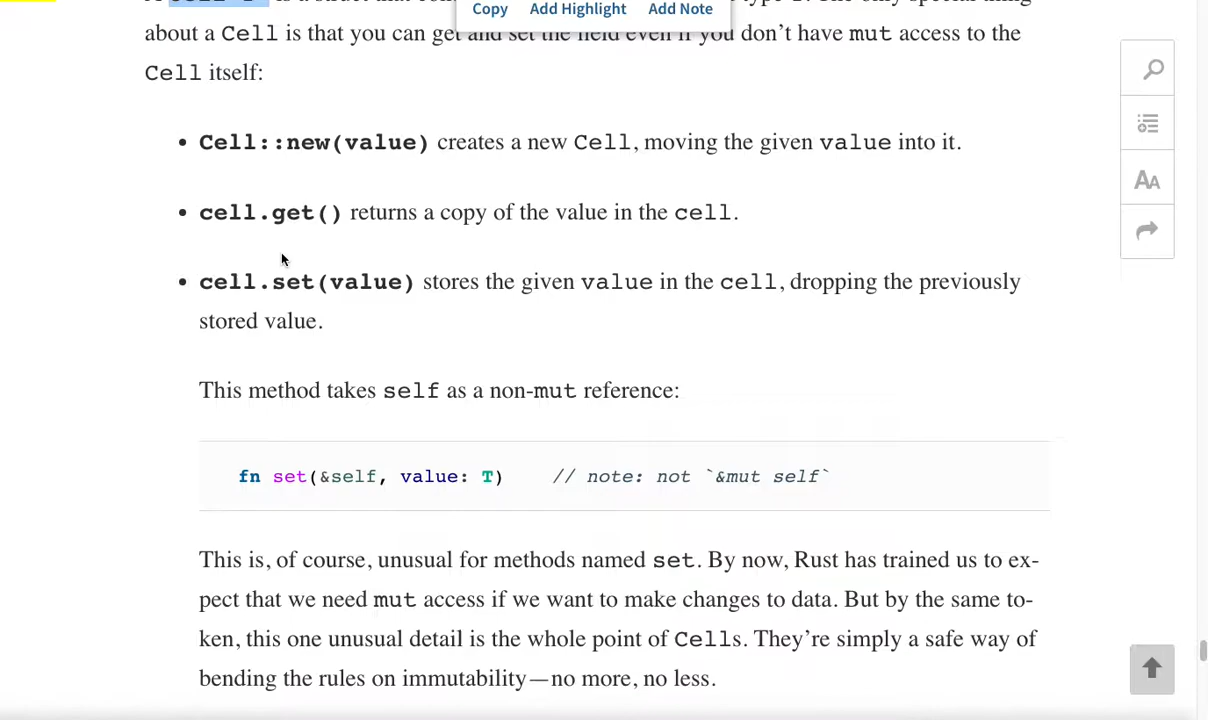 Copy Add Highlight Add Note
is a struct that type
about a Cell is that you can get and set the field even if you don't have mut access to the
Cell itself:
• Cell::new(value) creates a new Cell, moving the given value into it.
• cell.get() returns a copy of the value in the cell.
• cell.set(value) stores the given value in the cell, dropping the previously
stored value.
This method takes self as a non-mut reference:
fn set(&self, value: T)    // note: not `&mut self`
This is, of course, unusual for methods named set. By now, Rust has trained us to ex-
pect that we need mut access if we want to make changes to data. But by the same to-
ken, this one unusual detail is the whole point of Cells. They're simply a safe way of
bending the rules on immutability—no more, no less.
AA